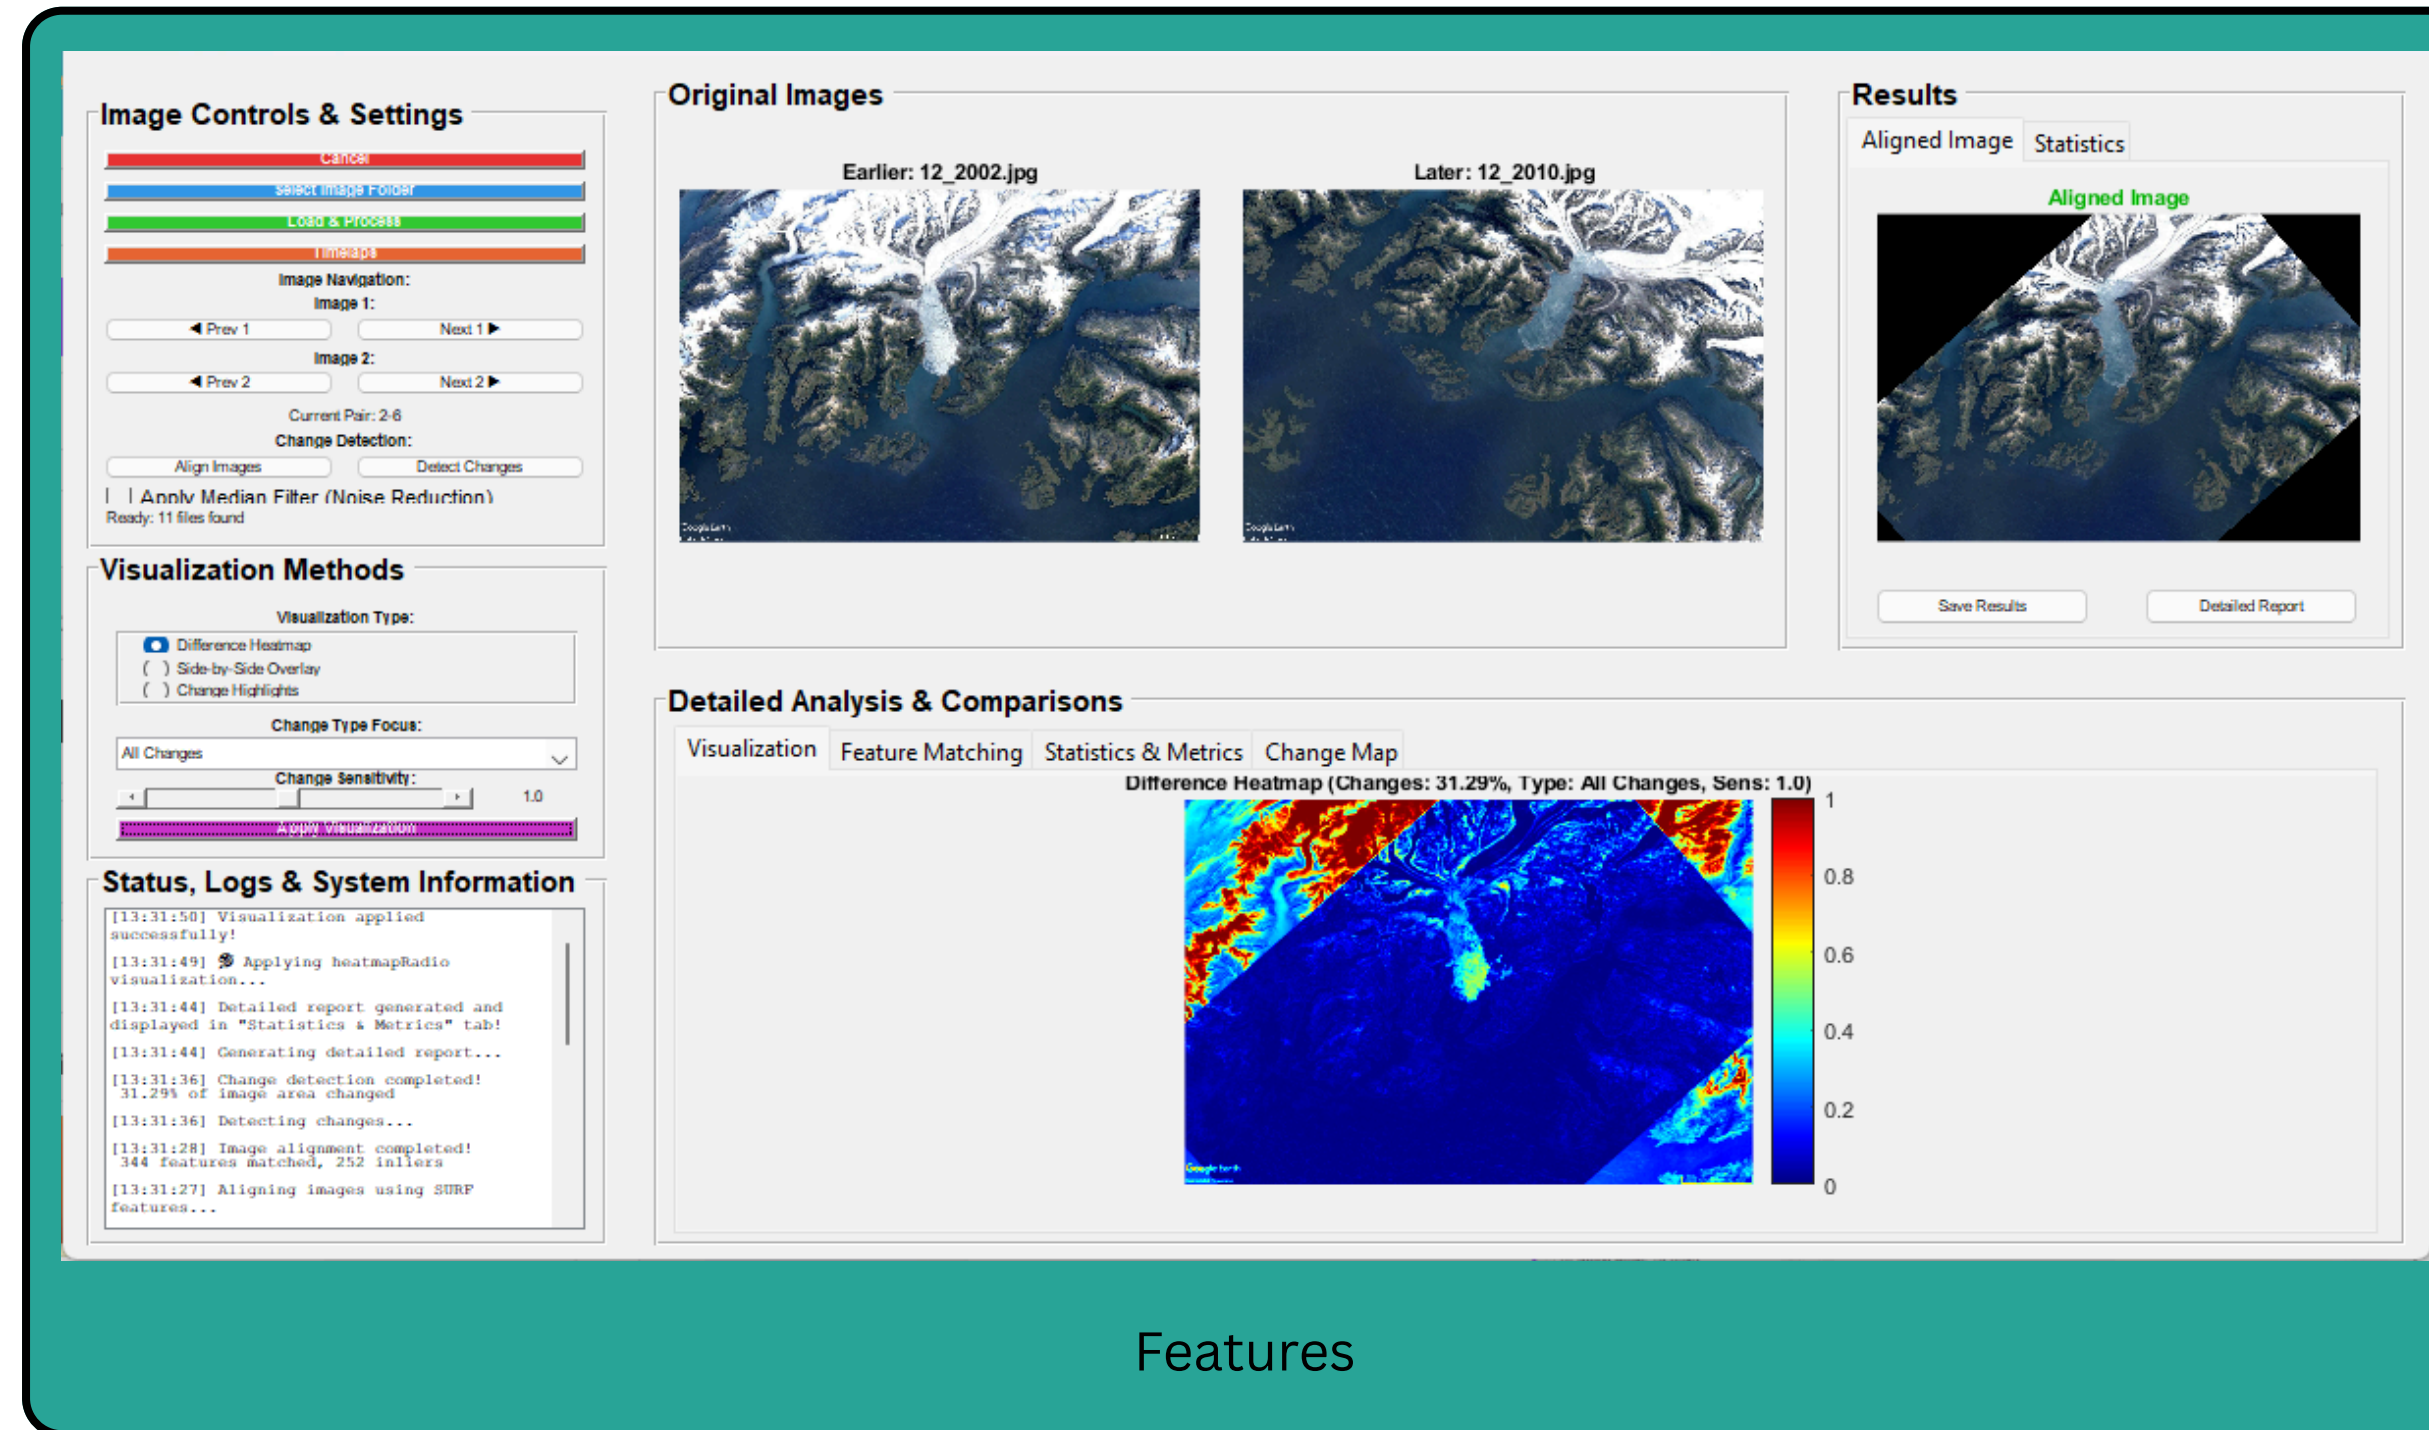 Image Controls & Settings
Cancel
Select Image Folder
Load & Process
Timelaps
Image Navigation:
Image 1:
◀ Prev 1
Next 1 ▶
Image 2:
◀ Prev 2
Next 2 ▶
Current Pair: 2-6
Change Detection:
Align Images
Detect Changes
Apply Median Filter (Noise Reduction)
Ready: 11 files found
Visualization Methods
Visualization Type:
Difference Heatmap
Side-by-Side Overlay
Change Highlights
Change Type Focus:
All Changes
Change Sensitivity:
1.0
Apply Visualization
Status, Logs & System Information
[13:31:50] Visualization applied
successfully!
[13:31:49] Applying heatmapRadio
visualization...
[13:31:44] Detailed report generated and
displayed in "Statistics & Metrics" tab!
[13:31:44] Generating detailed report...
[13:31:36] Change detection completed!
31.29% of image area changed
[13:31:36] Detecting changes...
[13:31:28] Image alignment completed!
344 features matched, 252 inliers
[13:31:27] Aligning images using SURF
features...
Original Images
Earlier: 12_2002.jpg
Google Earth
Later: 12_2010.jpg
Google Earth
Results
Aligned Image
Statistics
Aligned Image
Save Results
Detailed Report
Detailed Analysis & Comparisons
Visualization
Feature Matching
Statistics & Metrics
Change Map
Difference Heatmap (Changes: 31.29%, Type: All Changes, Sens: 1.0)
Google Earth
1
0.8
0.6
0.4
0.2
0
Features